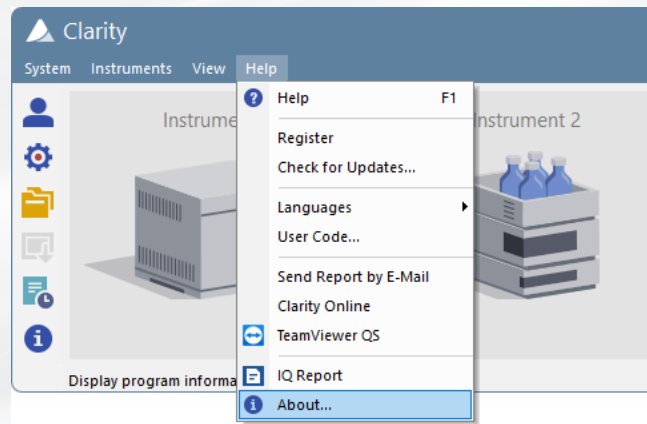 Clarity
System Instruments View Help
Instrume
Instrument 2
Help F1
Register
Check for Updates...
Languages
User Code...
Send Report by E-Mail
Clarity Online
TeamViewer QS
IQ Report
About...
Display program informa